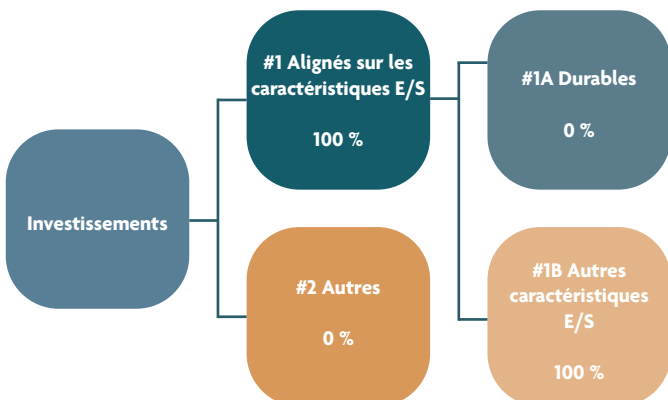 Investissements
#1 Alignés sur les
caractéristiques E/S
100 %
#2 Autres
0 %
#1A Durables
0 %
#1B Autres
caractéristiques
E/S
100 %